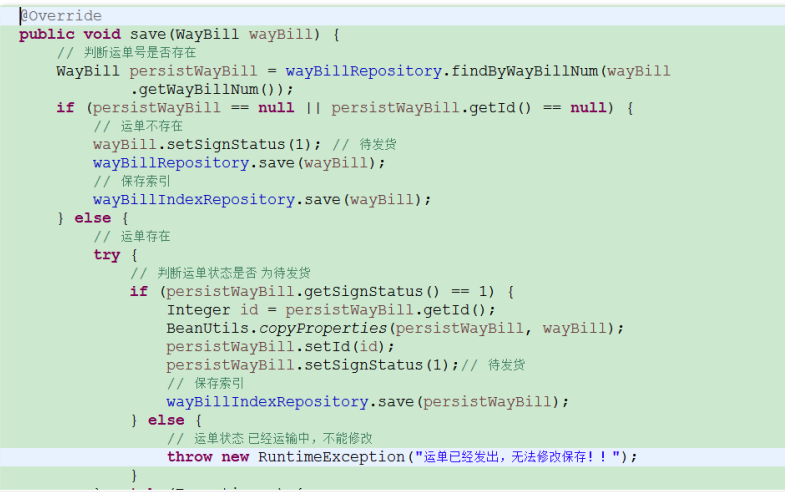 @Override
public void save(WayBill wayBill) {
// 判断运单号是否存在
WayBill persistWayBill = wayBillRepository.findByWayBillNum(wayBill
.getWayBillNum());
if (persistWayBill == null || persistWayBill.getId() == null) {
// 运单不存在
wayBill.setSignStatus(1); // 待发货
wayBillRepository.save(wayBill);
// 保存索引
wayBillIndexRepository.save(wayBill);
} else {
// 运单存在
try {
// 判断运单状态是否 为待发货
if (persistWayBill.getSignStatus() == 1) {
Integer id = persistWayBill.getId();
BeanUtils.copyProperties(persistWayBill, wayBill);
persistWayBill.setId(id);
persistWayBill.setSignStatus(1);// 待发货
// 保存索引
wayBillIndexRepository.save(persistWayBill);
} else {
// 运单状态 已经运输中，不能修改
throw new RuntimeException("运单已经发出，无法修改保存！！");
}